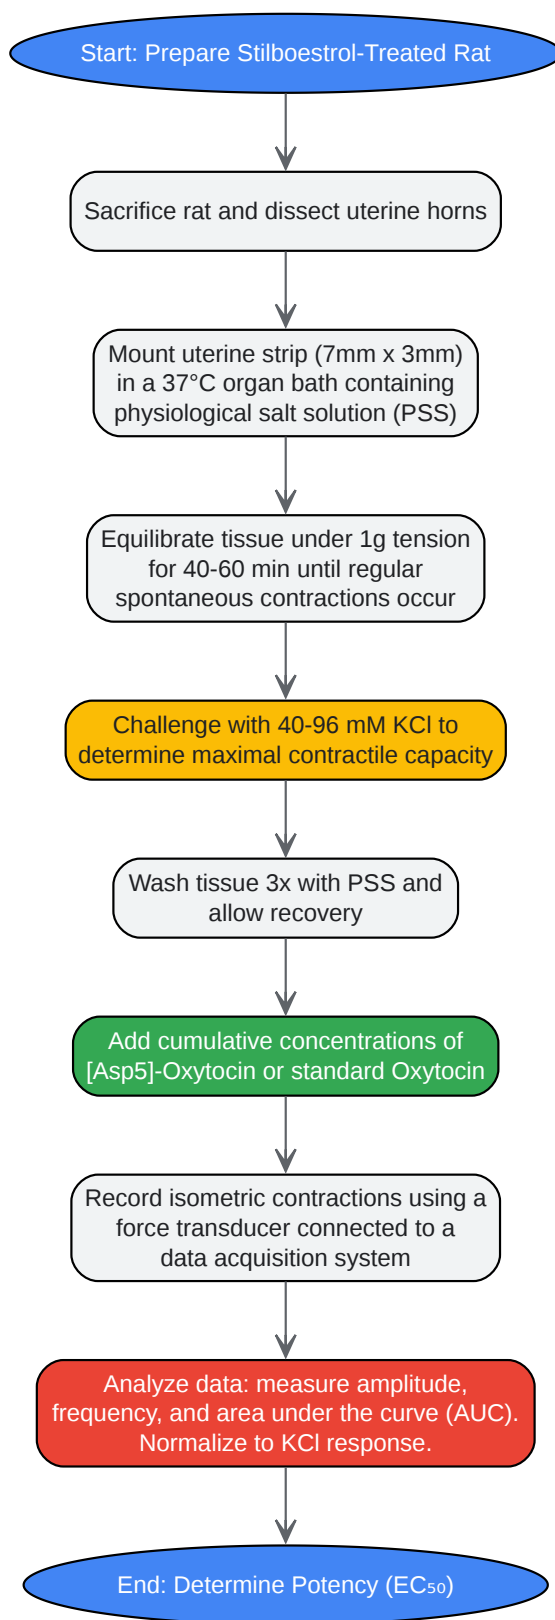 Start: Prepare Stilboestrol-Treated Rat
Sacrifice rat and dissect uterine horns
Mount uterine strip (7mm x 3mm)
in a 37°C organ bath containing
physiological salt solution (PSS)
Equilibrate tissue under 1g tension
for 40-60 min until regular
spontaneous contractions occur
Challenge with 40-96 mM KCl to
determine maximal contractile capacity
Wash tissue 3x with PSS and
allow recovery
Add cumulative concentrations of
[Asp5]-Oxytocin or standard Oxytocin
Record isometric contractions using a
force transducer connected to a
data acquisition system
Analyze data: measure amplitude,
frequency, and area under the curve (AUC).
Normalize to KCl response.
End: Determine Potency (EC₅₀)